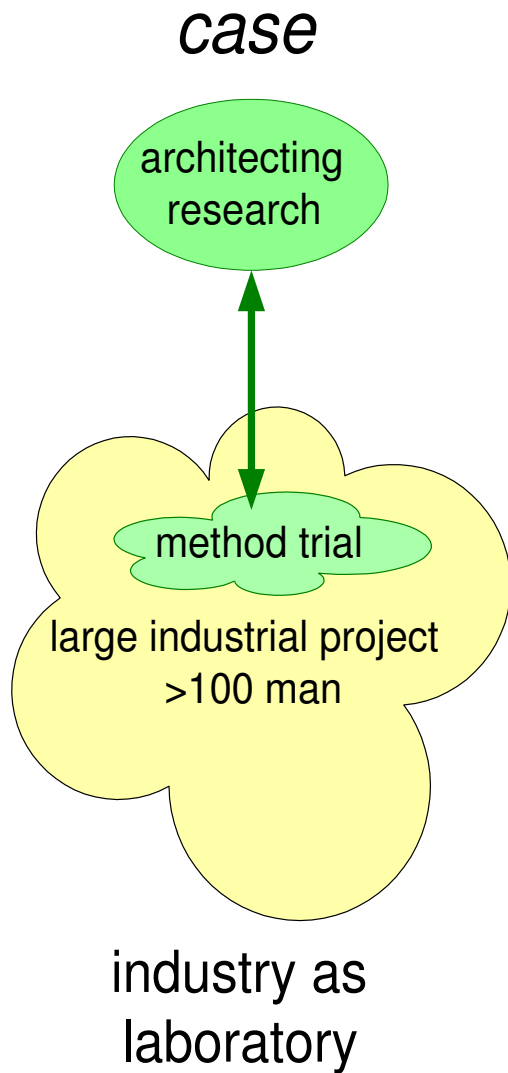 case
architecting
research
method trial
large industrial project
>100 man
industry as
laboratory